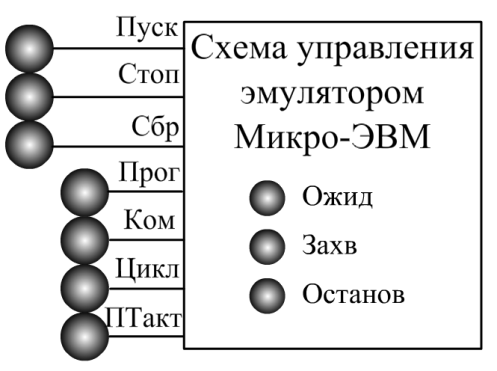 Пуск
Стоп
Сбр
Прог
Ком
Цикл
ПТакт
Схема управления
эмулятором
Микро-ЭВМ
Ожид
Захв
Останов